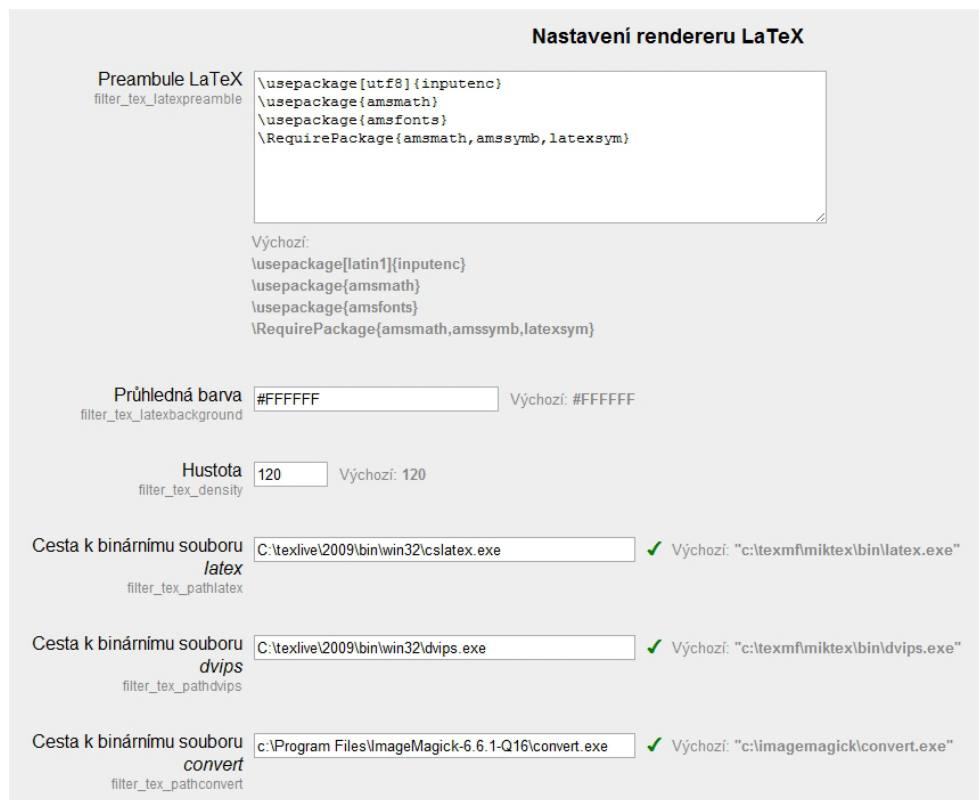 Nastavení rendereru LaTeX
Preambule LaTeX
filter_tex_latexpreamble
\usepackage[utf8]{inputenc}
\usepackage{amsmath}
\usepackage{amsfonts}
\RequirePackage{amsmath,amssymb,latexsym}
Výchozí:
\usepackage[latin1]{inputenc}
\usepackage{amsmath}
\usepackage{amsfonts}
\RequirePackage{amsmath,amssymb,latexsym}
Průhledná barva
filter_tex_latexbackground
#FFFFFF
Výchozí: #FFFFFF
Hustota
filter_tex_density
120
Výchozí: 120
Cesta k binárnímu souboru
latex
filter_tex_pathlatex
C:\texlive\2009\bin\win32\cslatex.exe
Výchozí: "c:\texmf\miktex\bin\latex.exe"
Cesta k binárnímu souboru
dvips
filter_tex_pathdvips
C:\texlive\2009\bin\win32\dvips.exe
Výchozí: "c:\texmf\miktex\bin\dvips.exe"
Cesta k binárnímu souboru
convert
filter_tex_pathconvert
c:\Program Files\ImageMagick-6.6.1-Q16\convert.exe
Výchozí: "c:\imagemagick\convert.exe"